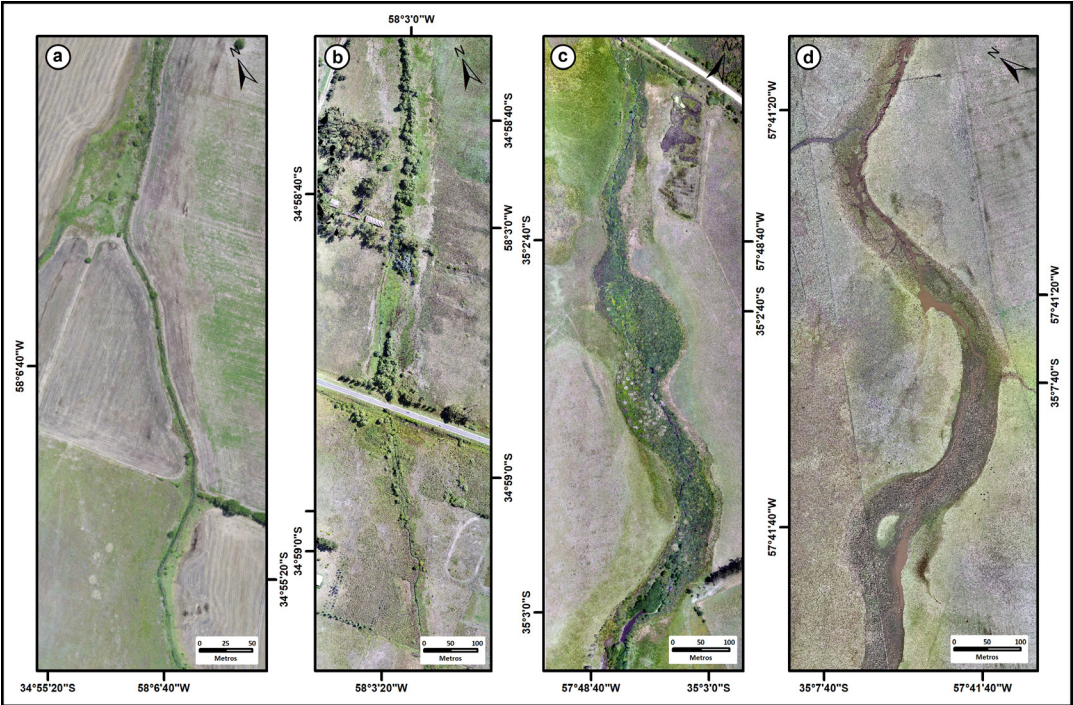 58°3'0"W
a
N
b
N
c
N
d
N
34°58'40"S
34°58'40"S
58°3'0"W
58°6'40"W
34°59'0"S
34°59'0"S
34°55'20"S
35°2'40"S
57°48'40"W
35°2'40"S
35°3'0"S
57°41'20"W
57°41'20"W
35°7'40"S
57°41'40"W
0 25 50
Metros
0 50 100
Metros
0 50 100
Metros
0 50 100
Metros
34°55'20"S
58°6'40"W
58°3'20"W
57°48'40"W
35°3'0"S
35°7'40"S
57°41'40"W